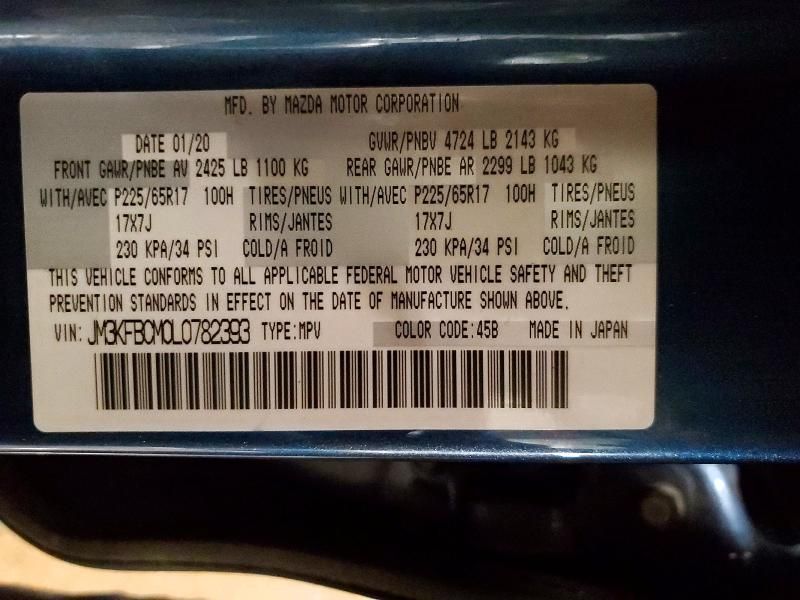 MFD. BY MAZDA MOTOR CORPORATION
DATE 01/20 GVWR/PNBV 4724 LB 2143 KG
FRONT GAWR/PNBE AV 2425 LB 1100 KG REAR GAWR/PNBE AR 2299 LB 1043 KG
WITH/AVEC P225/65R17 100H TIRES/PNEUS WITH/AVEC P225/65R17 100H TIRES/PNEUS
17X7J RIMS/JANTES 17X7J RIMS/JANTES
230 KPA/34 PSI COLD/A FROID 230 KPA/34 PSI COLD/A FROID
THIS VEHICLE CONFORMS TO ALL APPLICABLE FEDERAL MOTOR VEHICLE SAFETY AND THEFT
PREVENTION STANDARDS IN EFFECT ON THE DATE OF MANUFACTURE SHOWN ABOVE.
VIN: JM3KFBCM0L0782393 TYPE:MPV COLOR CODE:45B MADE IN JAPAN